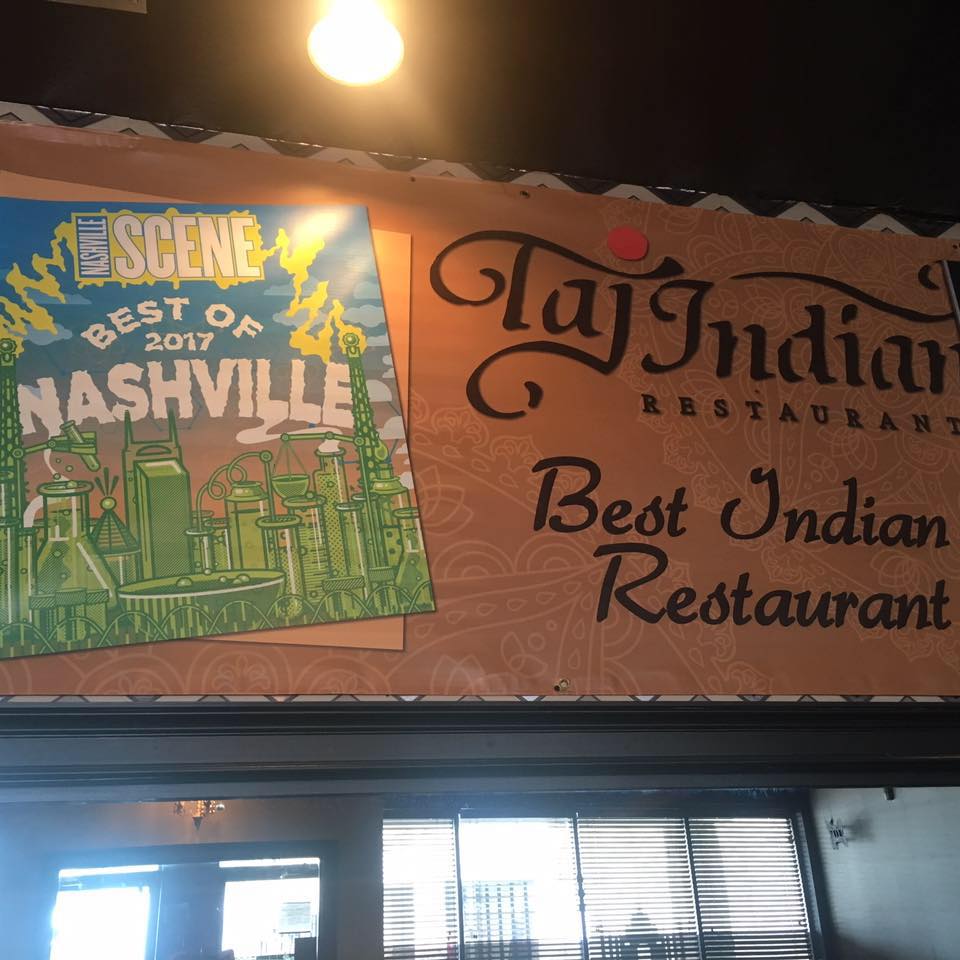 NASHVILLE
SCENE
BEST OF
2017
NASHVILLE
Taj Indian
RESTAURANT
Best Indian
Restaurant